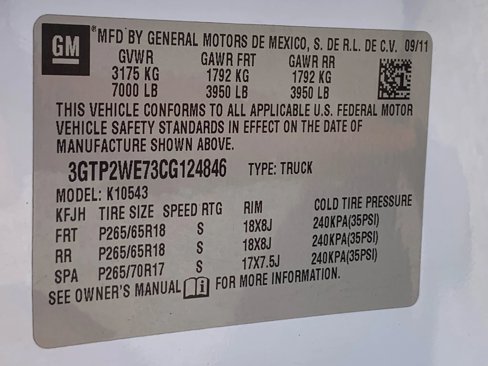 GM MFD BY GENERAL MOTORS DE MEXICO, S. DE R.L. DE C.V. 09/11
GVWR GAWR FRT GAWR RR
3175 KG 1792 KG 1792 KG
7000 LB 3950 LB 3950 LB
THIS VEHICLE CONFORMS TO ALL APPLICABLE U.S. FEDERAL MOTOR
VEHICLE SAFETY STANDARDS IN EFFECT ON THE DATE OF
MANUFACTURE SHOWN ABOVE.
3GTP2WE73CG124846 TYPE: TRUCK
MODEL: K10543
KFJH TIRE SIZE SPEED RTG RIM COLD TIRE PRESSURE
FRT P265/65R18 S 18X8J 240KPA(35PSI)
RR P265/65R18 S 18X8J 240KPA(35PSI)
SPA P265/70R17 S 17X7.5J 240KPA(35PSI)
SEE OWNER'S MANUAL FOR MORE INFORMATION.